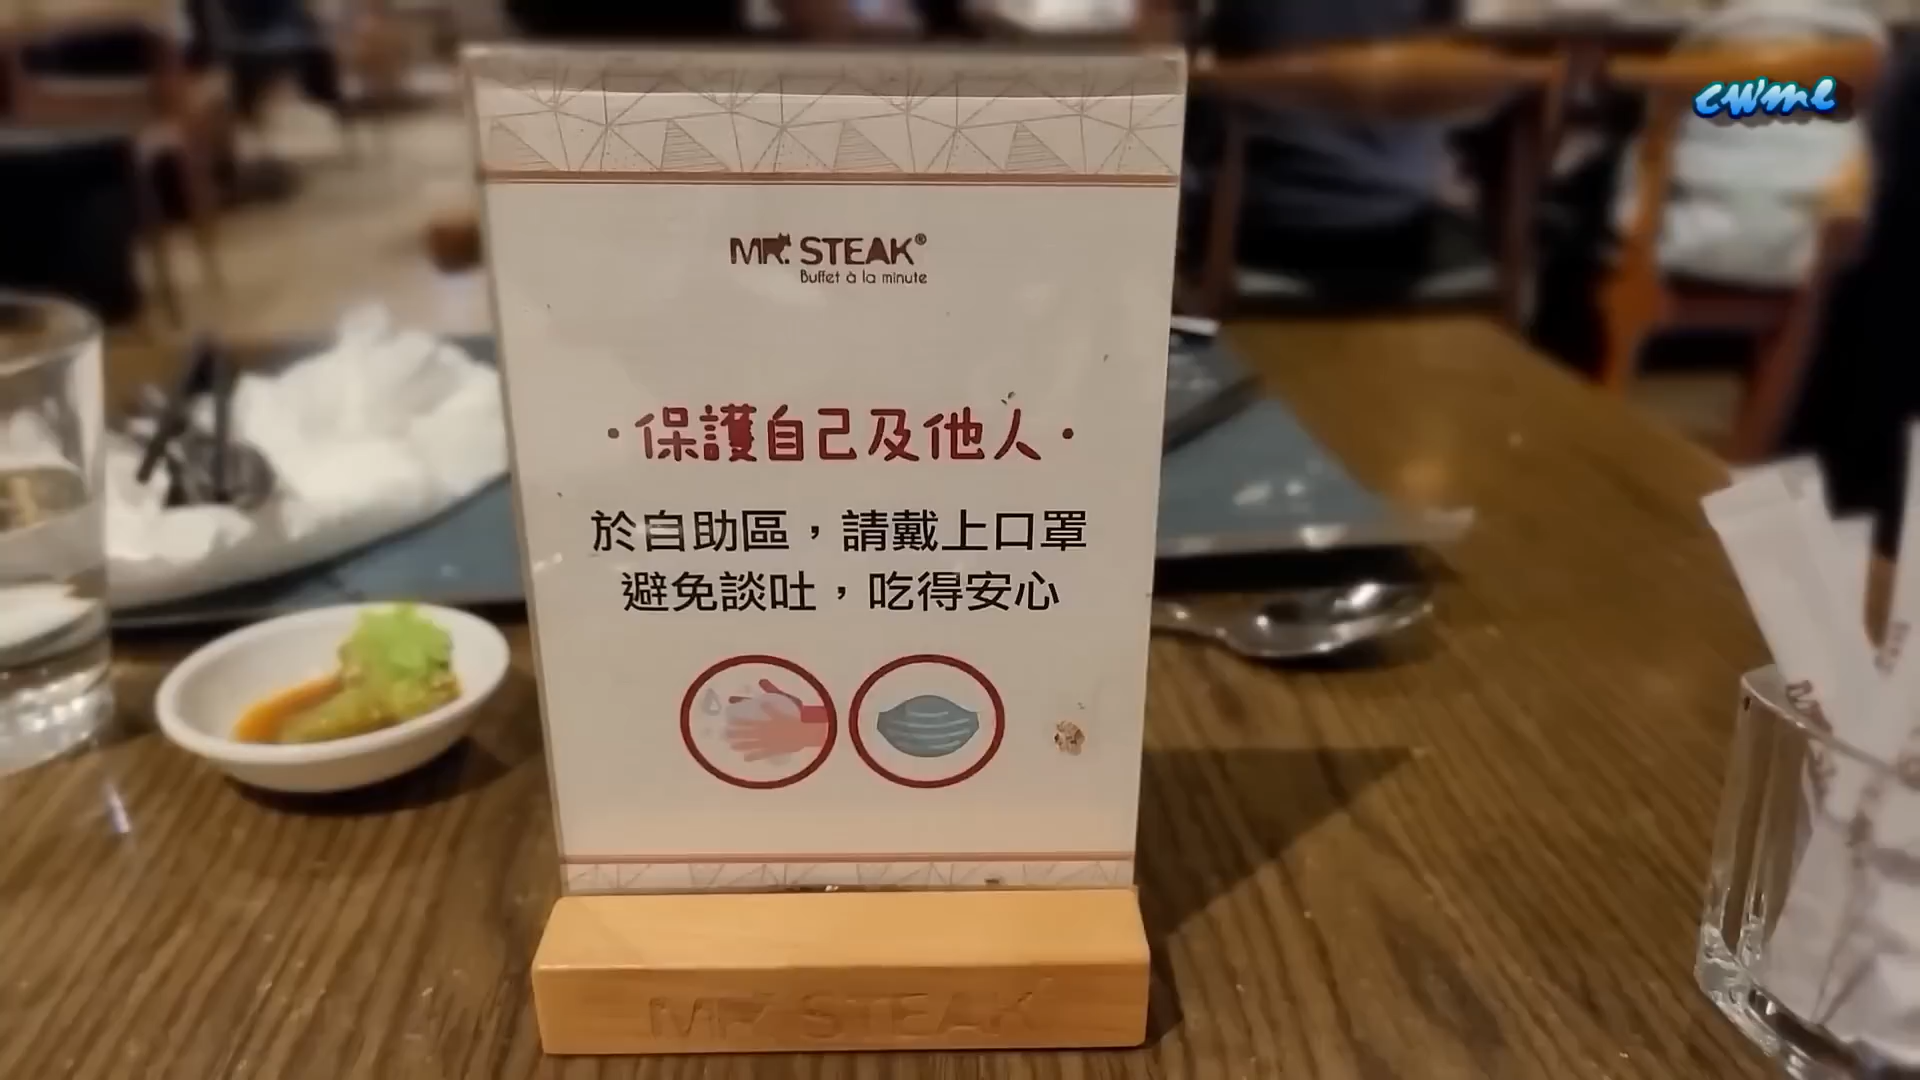 cwml
MR. STEAK®
Buffet à la minute
·保護自己及他人·
於自助區，請戴上口罩
避免談吐，吃得安心
MR. STEAK